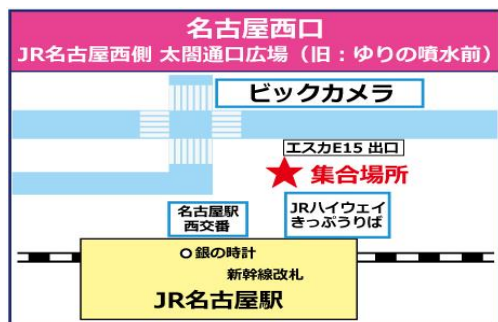 名古屋西口
JR名古屋西側 太閤通口広場（旧：ゆりの噴水前）
ビックカメラ
エスカE15 出口
集合場所
名古屋駅
西交番
JRハイウェイ
きっぷうりば
銀の時計
新幹線改札
JR名古屋駅